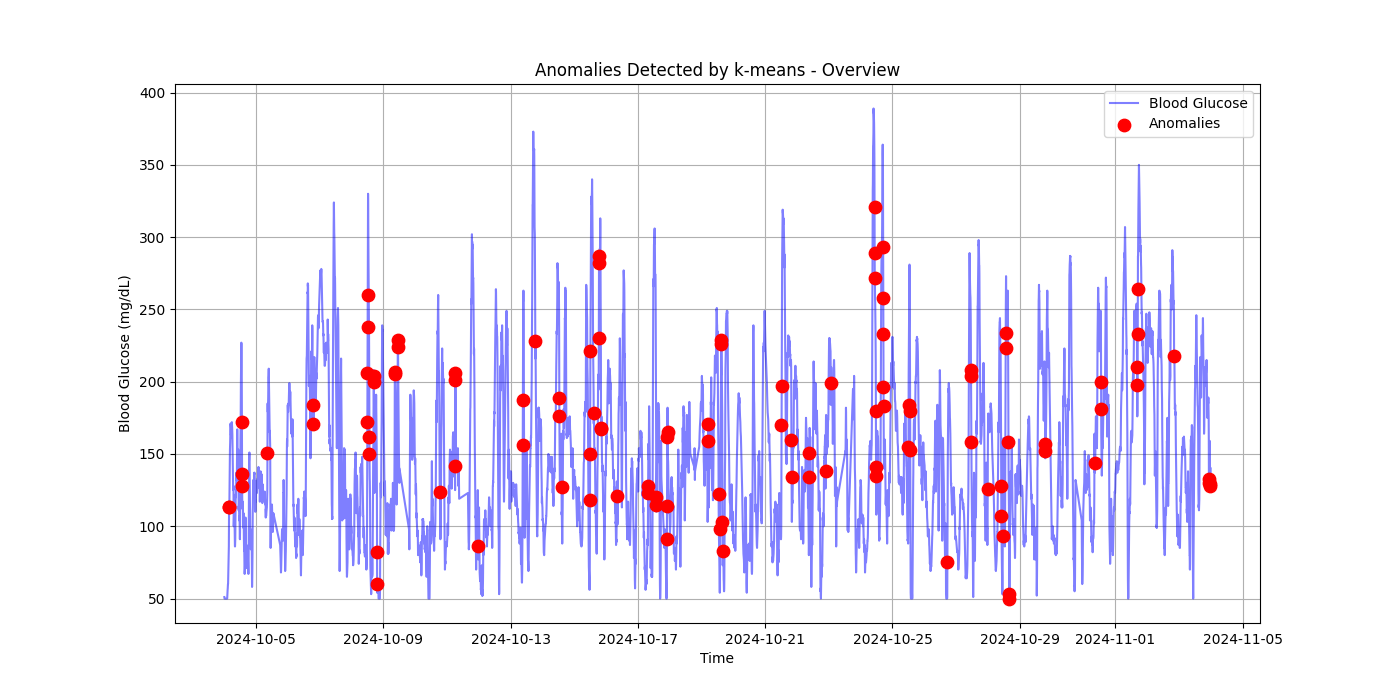 Anomalies Detected by k-means - Overview
Blood Glucose
Anomalies
Blood Glucose (mg/dL)
400
350
300
250
200
150
100
50
2024-10-05 2024-10-09 2024-10-13 2024-10-17 2024-10-21 2024-10-25 2024-10-29 2024-11-01 2024-11-05
Time